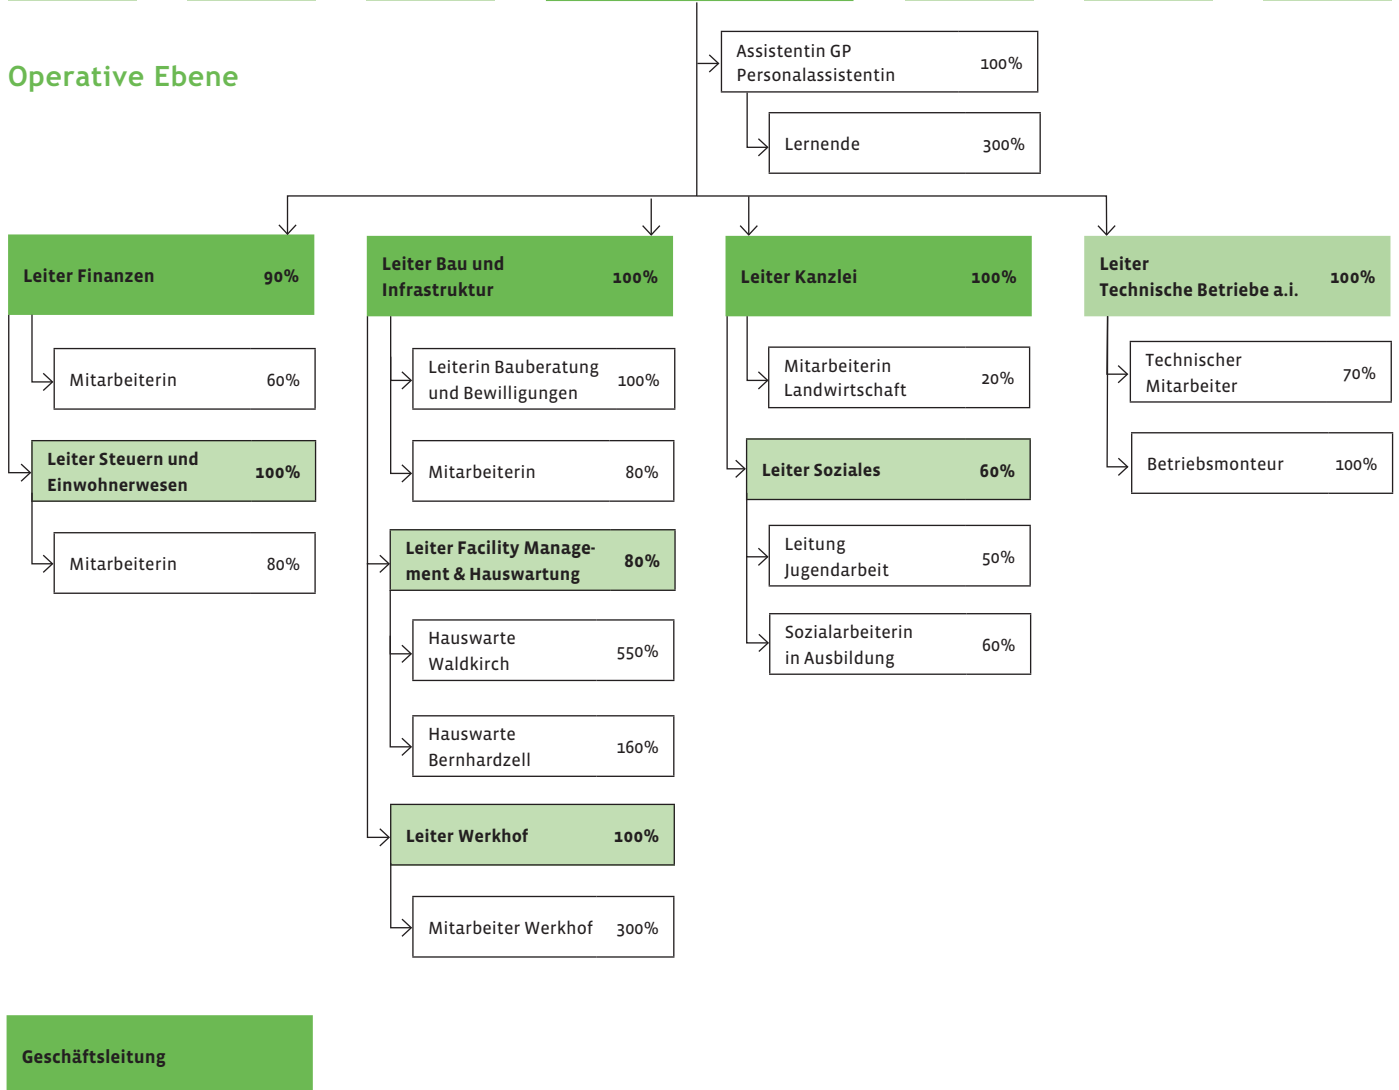 Operative Ebene
Assistentin GP
Personalassistentin 100%
Lernende 300%
Leiter Finanzen 90%
Mitarbeiterin 60%
Leiter Steuern und
Einwohnerwesen 100%
Mitarbeiterin 80%
Leiter Bau und
Infrastruktur 100%
Leiterin Bauberatung
und Bewilligungen 100%
Mitarbeiterin 80%
Leiter Facility Manage-
ment & Hauswartung 80%
Hauswarte
Waldkirch 550%
Hauswarte
Bernhardzell 160%
Leiter Werkhof 100%
Mitarbeiter Werkhof 300%
Leiter Kanzlei 100%
Mitarbeiterin
Landwirtschaft 20%
Leiter Soziales 60%
Leitung
Jugendarbeit 50%
Sozialarbeiterin
in Ausbildung 60%
Leiter
Technische Betriebe a.i. 100%
Technischer
Mitarbeiter 70%
Betriebsmonteur 100%
Geschäftsleitung